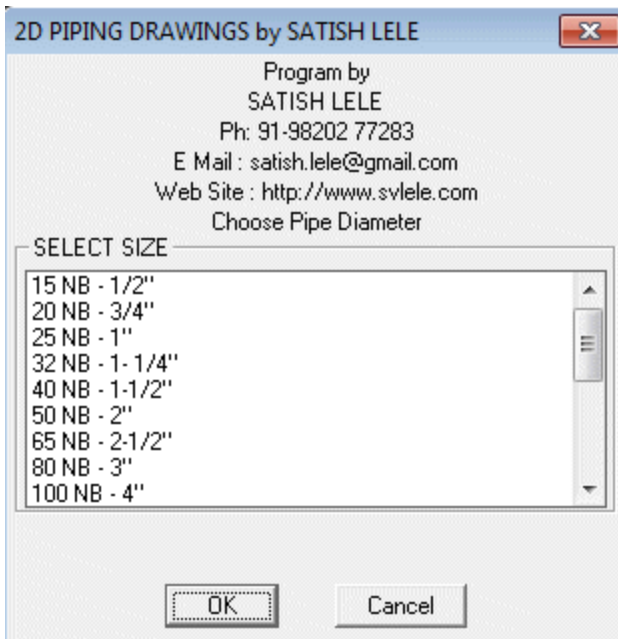 2D PIPING DRAWINGS by SATISH LELE
Program by
SATISH LELE
Ph: 91-98202 77283
E Mail : satish.lele@gmail.com
Web Site : http://www.svlele.com
Choose Pipe Diameter
SELECT SIZE
15 NB - 1/2''
20 NB - 3/4''
25 NB - 1''
32 NB - 1- 1/4''
40 NB - 1-1/2''
50 NB - 2''
65 NB - 2-1/2''
80 NB - 3''
100 NB - 4''
OK Cancel